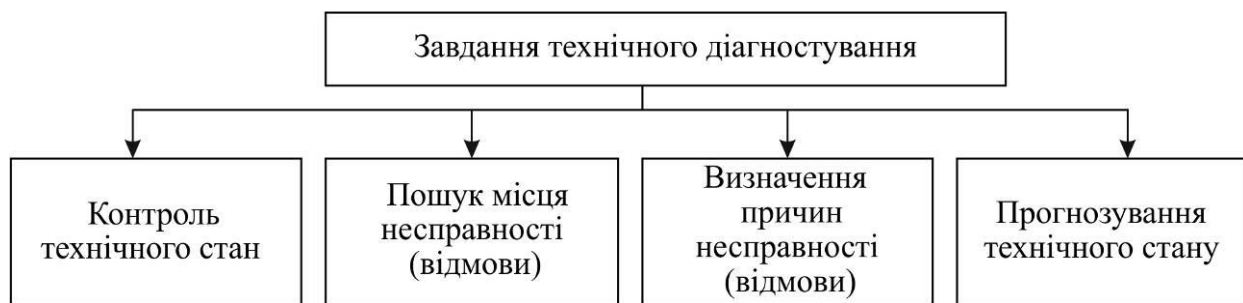 Завдання технічного діагностування
Контроль
технічного стан
Пошук місця
несправності
(відмови)
Визначення
причин
несправності
(відмови)
Прогнозування
технічного стану